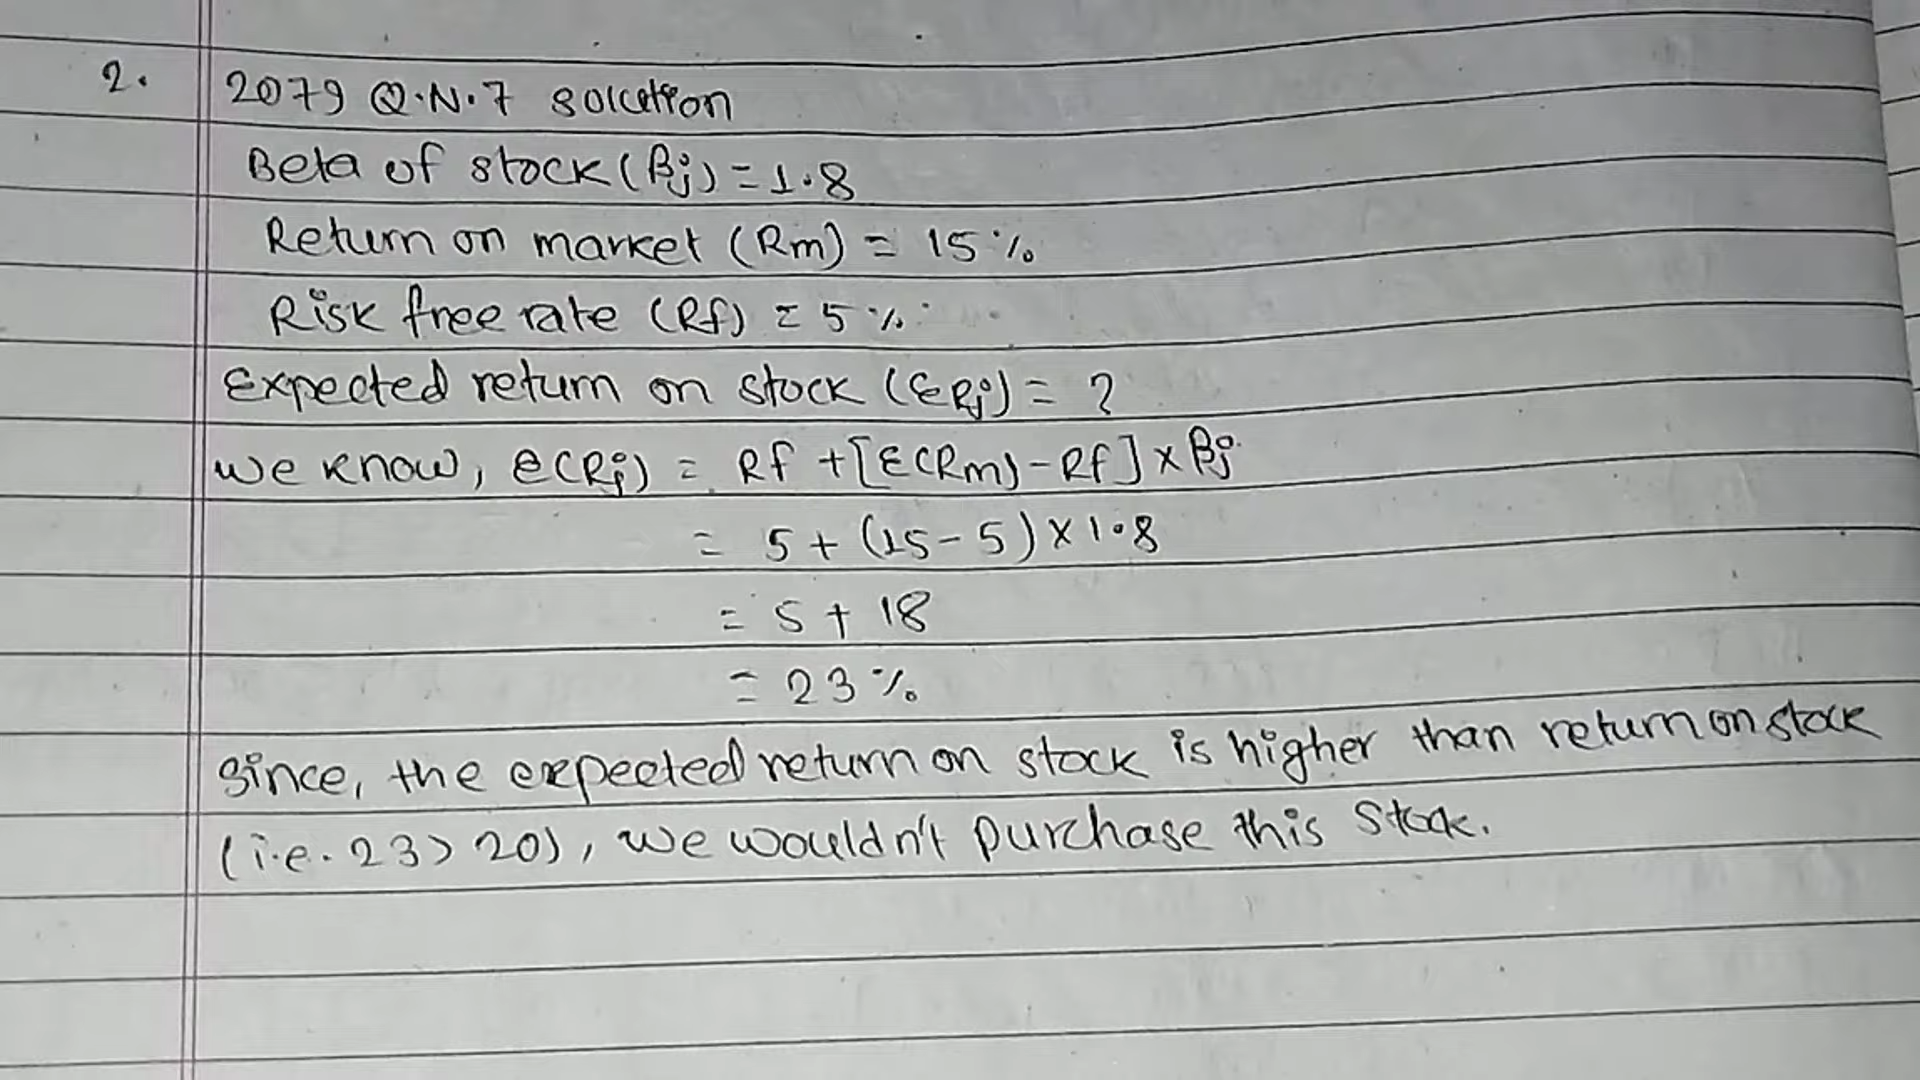 2.
2079 Q.N.7 solution
Beta of stock (βj) = 1.8
Return on market (Rm) = 15%
Risk free rate (Rf) = 5%
Expected return on stock (ERj) = ?
we know, E(Rj) = Rf + [E(Rm) - Rf] × βj
= 5 + (15 - 5) × 1.8
= 5 + 18
= 23%
since, the expected return on stock is higher than return on stock
(i.e. 23 > 20), we wouldn't purchase this stock.